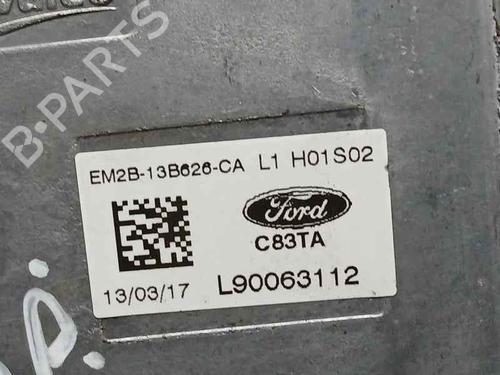 B-PARTS
EM2B-13B626-CA L1 H01S02
Ford
C83TA
13/03/17 L90063112